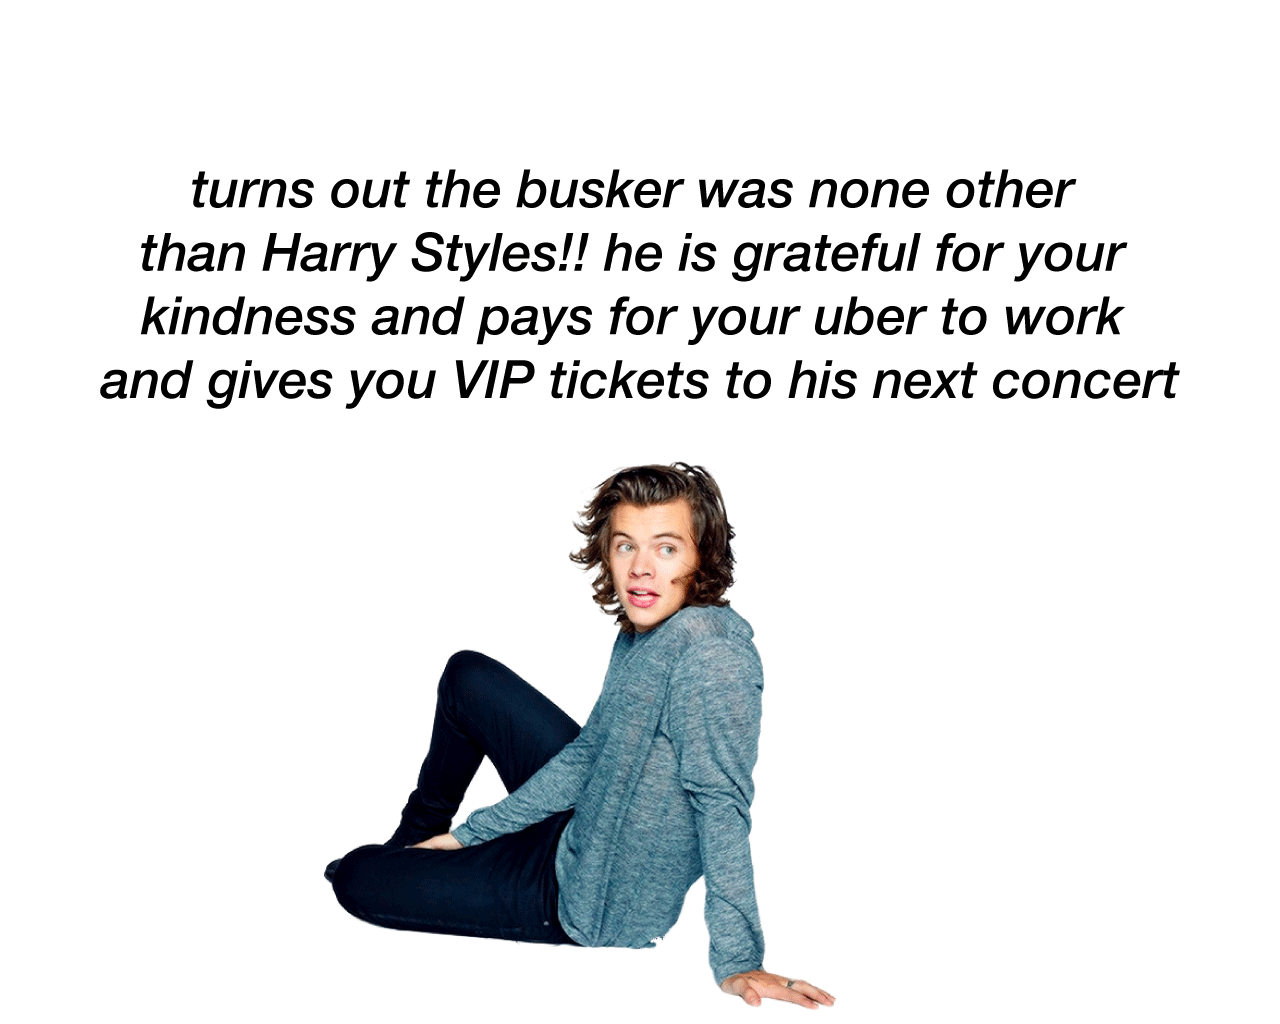 turns out the busker was none other
than Harry Styles!! he is grateful for your
kindness and pays for your uber to work
and gives you VIP tickets to his next concert